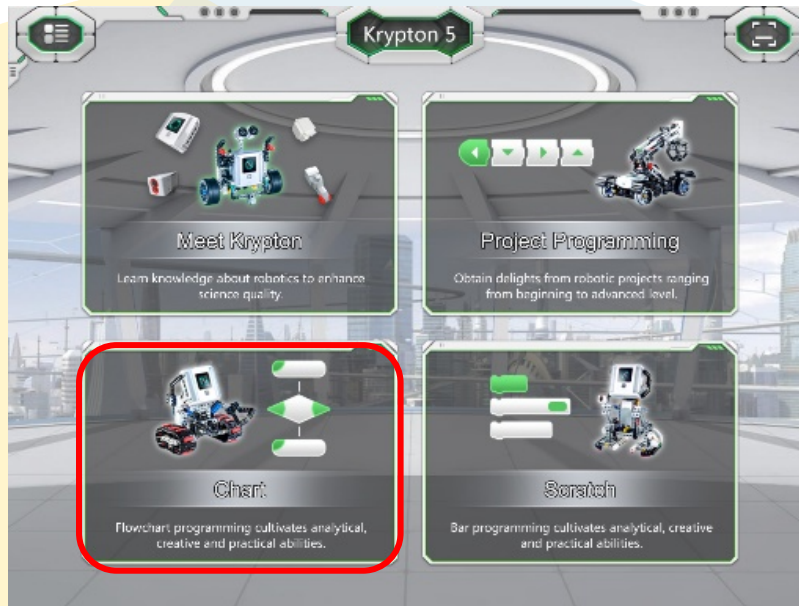 Krypton 5
Meet Krypton
Learn knowledge about robotics to enhance
science quality.
Project Programming
Obtain delights from robotic projects ranging
from beginning to advanced level.
Chart
Flowchart programming cultivates analytical,
creative and practical abilities.
Scratch
Bar programming cultivates analytical, creative
and practical abilities.